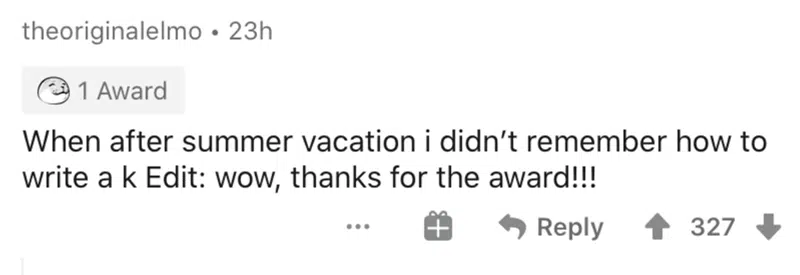 theoriginalelmo • 23h
1 Award
When after summer vacation i didn’t remember how to
write a k Edit: wow, thanks for the award!!!
Reply 327